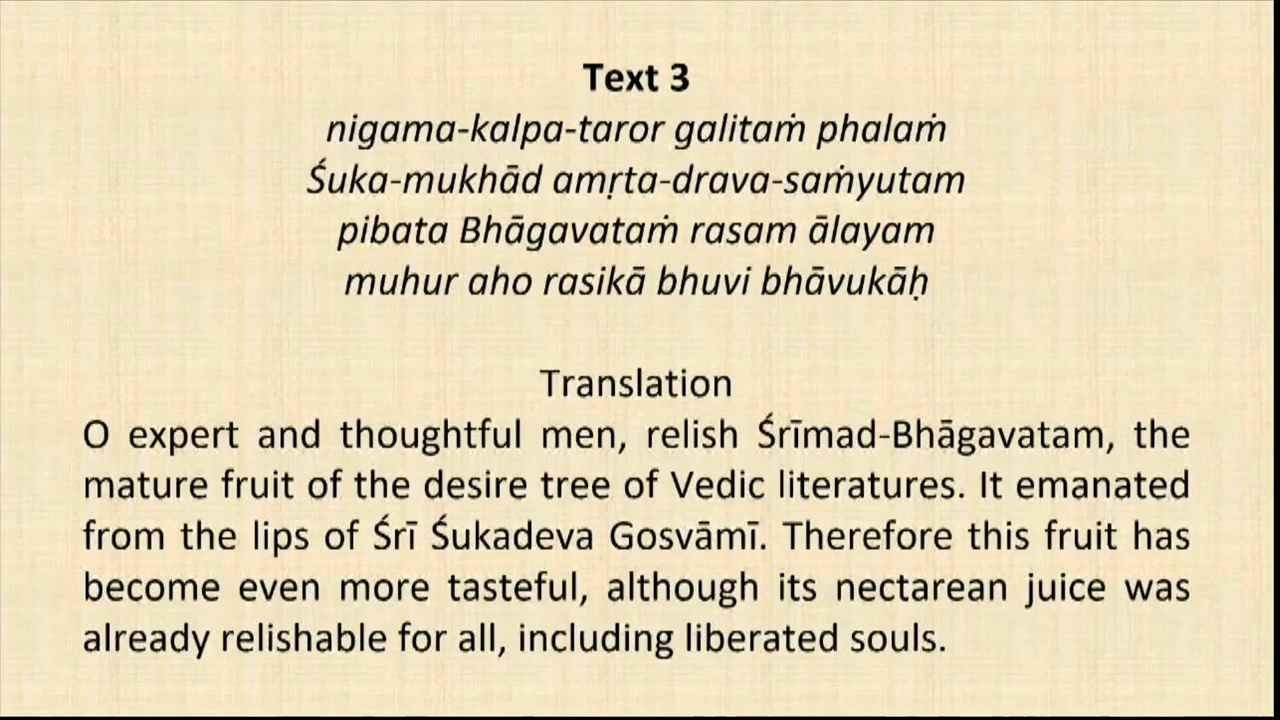 Text 3
nigama-kalpa-taror galitaṁ phalaṁ
Śuka-mukhād amṛta-drava-saṁyutam
pibata Bhāgavataṁ rasam ālayam
muhur aho rasikā bhuvi bhāvukāḥ
Translation
O expert and thoughtful men, relish Śrīmad-Bhāgavatam, the
mature fruit of the desire tree of Vedic literatures. It emanated
from the lips of Śrī Śukadeva Gosvāmī. Therefore this fruit has
become even more tasteful, although its nectarean juice was
already relishable for all, including liberated souls.